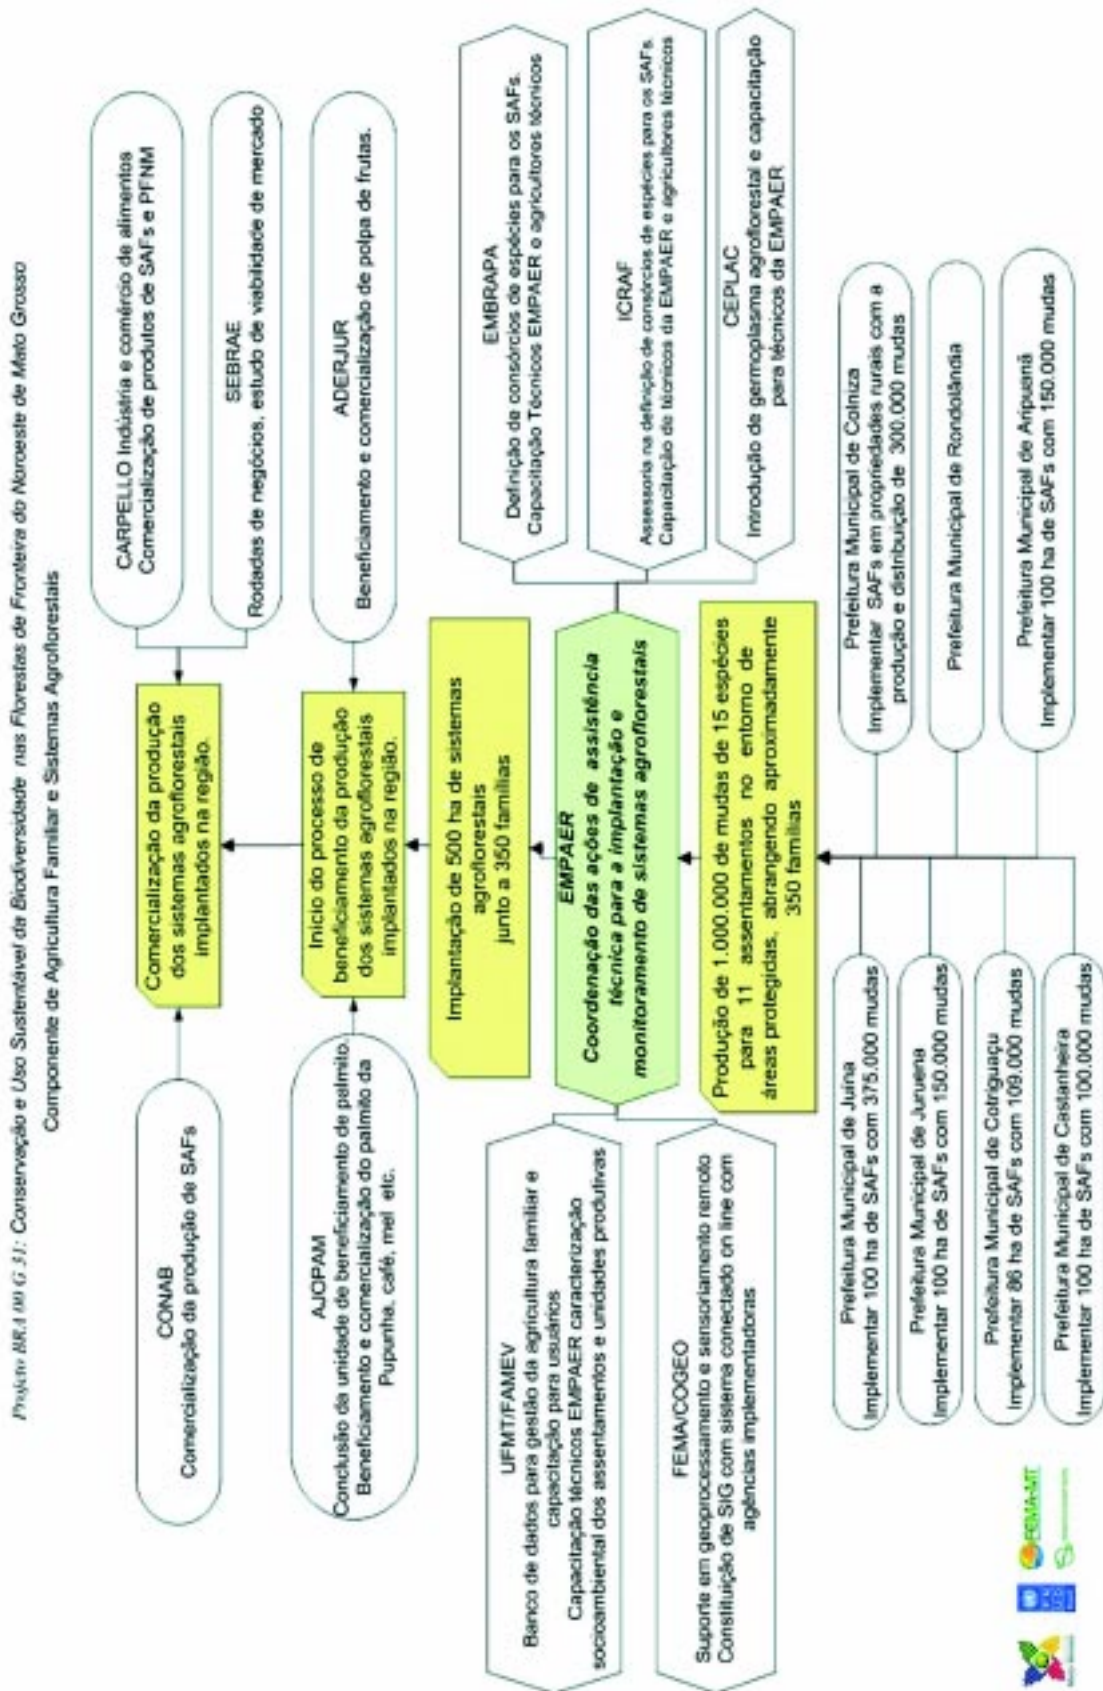 Projeto BRA 00 G 31: Conservação e Uso Sustentável da Biodiversidade nas Florestas de Fronteira do Noroeste de Mato Grosso
Componente de Agricultura Familiar e Sistemas Agroflorestais
CONAB
Comercialização da produção de SAFs
Comercialização da produção
dos sistemas agroflorestais
implantados na região.
CARPELLO Indústria e comércio de alimentos
Comercialização de produtos de SAFs e PFNM
SEBRAE
Rodadas de negócios, estudo de viabilidade de mercado
AJOPAM
Conclusão da unidade de beneficiamento de palmito.
Beneficiamento e comercialização do palmito da
Pupunha, café, mel etc.
Inicio do processo de
beneficiamento da produção
dos sistemas agroflorestais
implantados na região.
ADERJUR
Beneficiamento e comercialização de polpa de frutas.
Implantação de 500 ha de sistemas
agroflorestais
junto a 350 famílias
UFMT/FAMEV
Banco de dados para gestão da agricultura familiar e
capacitação para usuários
Capacitação técnicos EMPAER caracterização
socioambiental dos assentamentos e unidades produtivas
EMPAER
Coordenação das ações de assistência
técnica para a implantação e
monitoramento de sistemas agroflorestais
EMBRAPA
Definição de consórcios de espécies para os SAFs.
Capacitação Técnicos EMPAER e agricultores técnicos
ICRAF
Assessoria na definição de consórcios de espécies para os SAFs.
Capacitação de técnicos da EMPAER e agricultores técnicos
FEMA/COGEO
Suporte em geoprocessamento e sensoriamento remoto
Constituição de SIG com sistema conectado on line com
agências implementadoras
CEPLAC
Introdução de germoplasma agroflorestal e capacitação
para técnicos da EMPAER
Produção de 1.000.000 de mudas de 15 espécies
para 11 assentamentos no entorno de
áreas protegidas, abrangendo aproximadamente
350 famílias
Prefeitura Municipal de Juína
Implementar 100 ha de SAFs com 375.000 mudas
Prefeitura Municipal de Juruena
Implementar 100 ha de SAFs com 150.000 mudas
Prefeitura Municipal de Cotriguaçu
Implementar 86 ha de SAFs com 109.000 mudas
Prefeitura Municipal de Castanheira
Implementar 100 ha de SAFs com 100.000 mudas
Prefeitura Municipal de Colniza
Implementar SAFs em propriedades rurais com a
produção e distribuição de 300.000 mudas
Prefeitura Municipal de Rondolândia
Prefeitura Municipal de Aripuanã
Implementar 100 ha de SAFs com 150.000 mudas
FEMA-MT